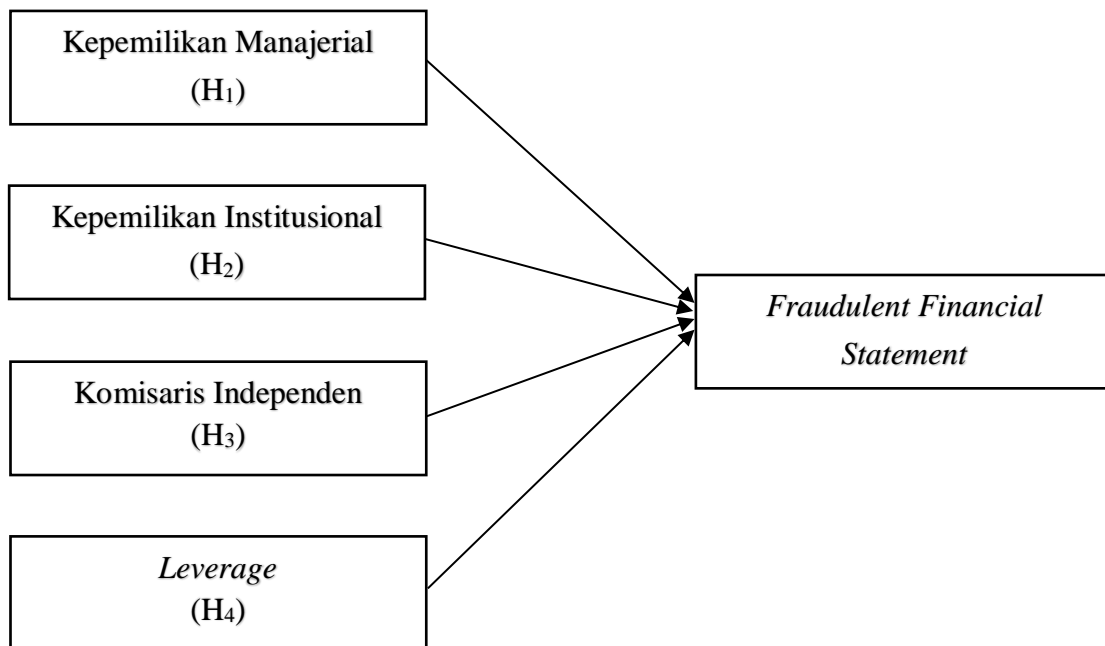 Kepemilikan Manajerial
(H₁)
Kepemilikan Institusional
(H₂)
Komisaris Independen
(H₃)
Leverage
(H₄)
Fraudulent Financial
Statement